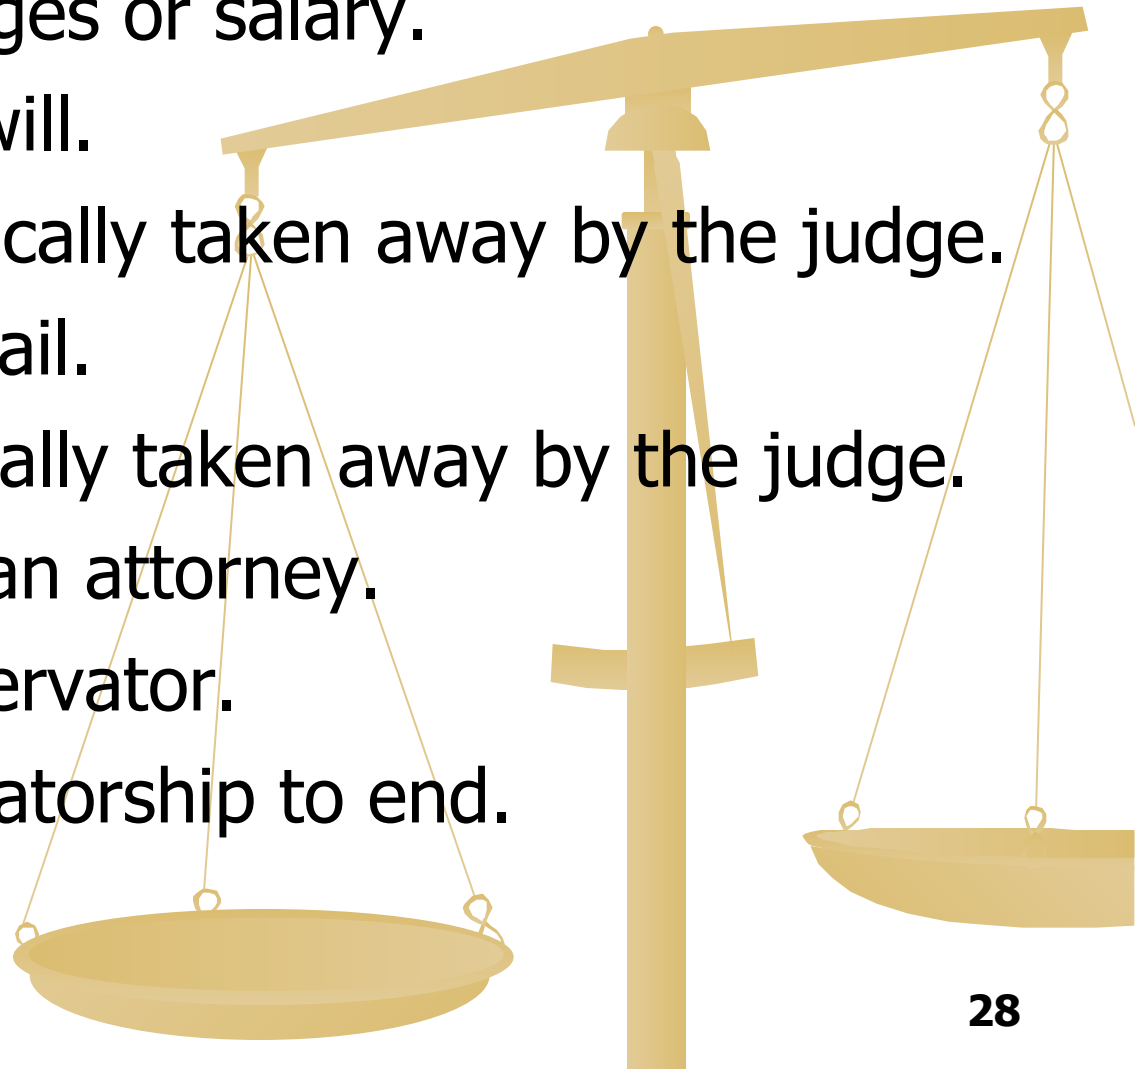 ges or salary.
will.
ically taken away by the judge.
ail.
ally taken away by the judge.
an attorney.
ervator.
atorship to end.
28